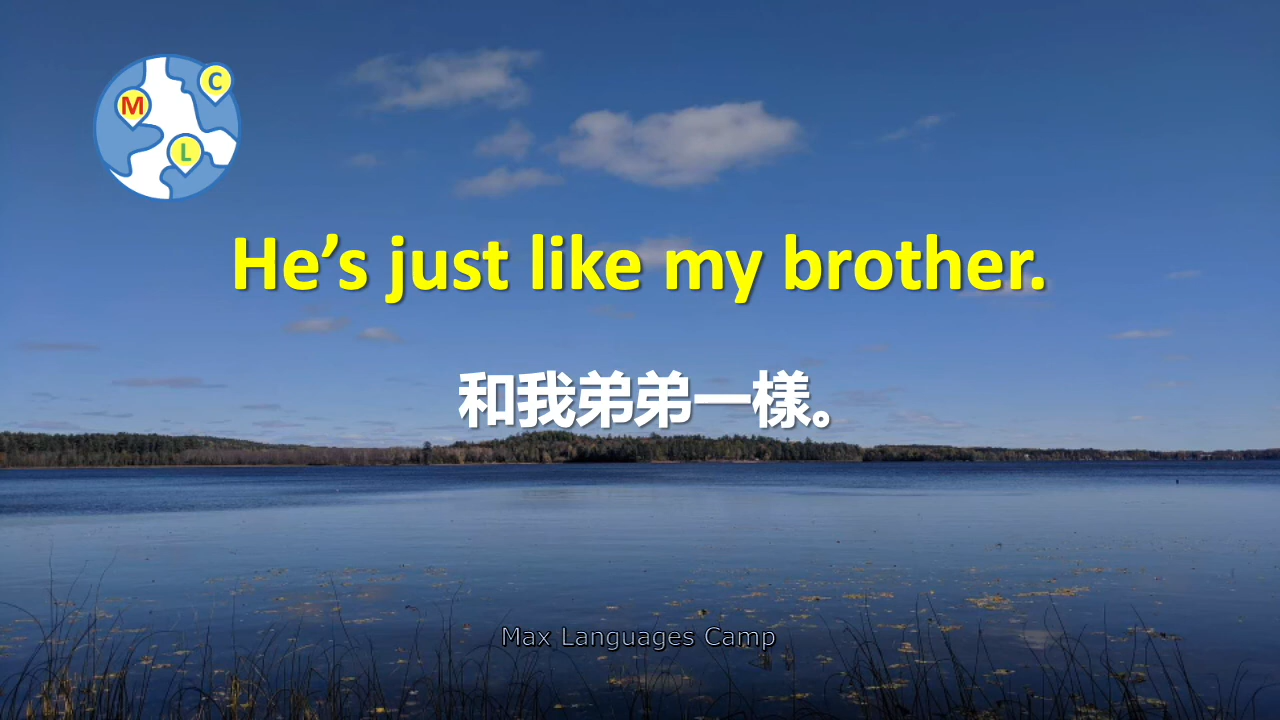 C
M
L
He’s just like my brother.
和我弟弟一樣。
Max Languages Camp